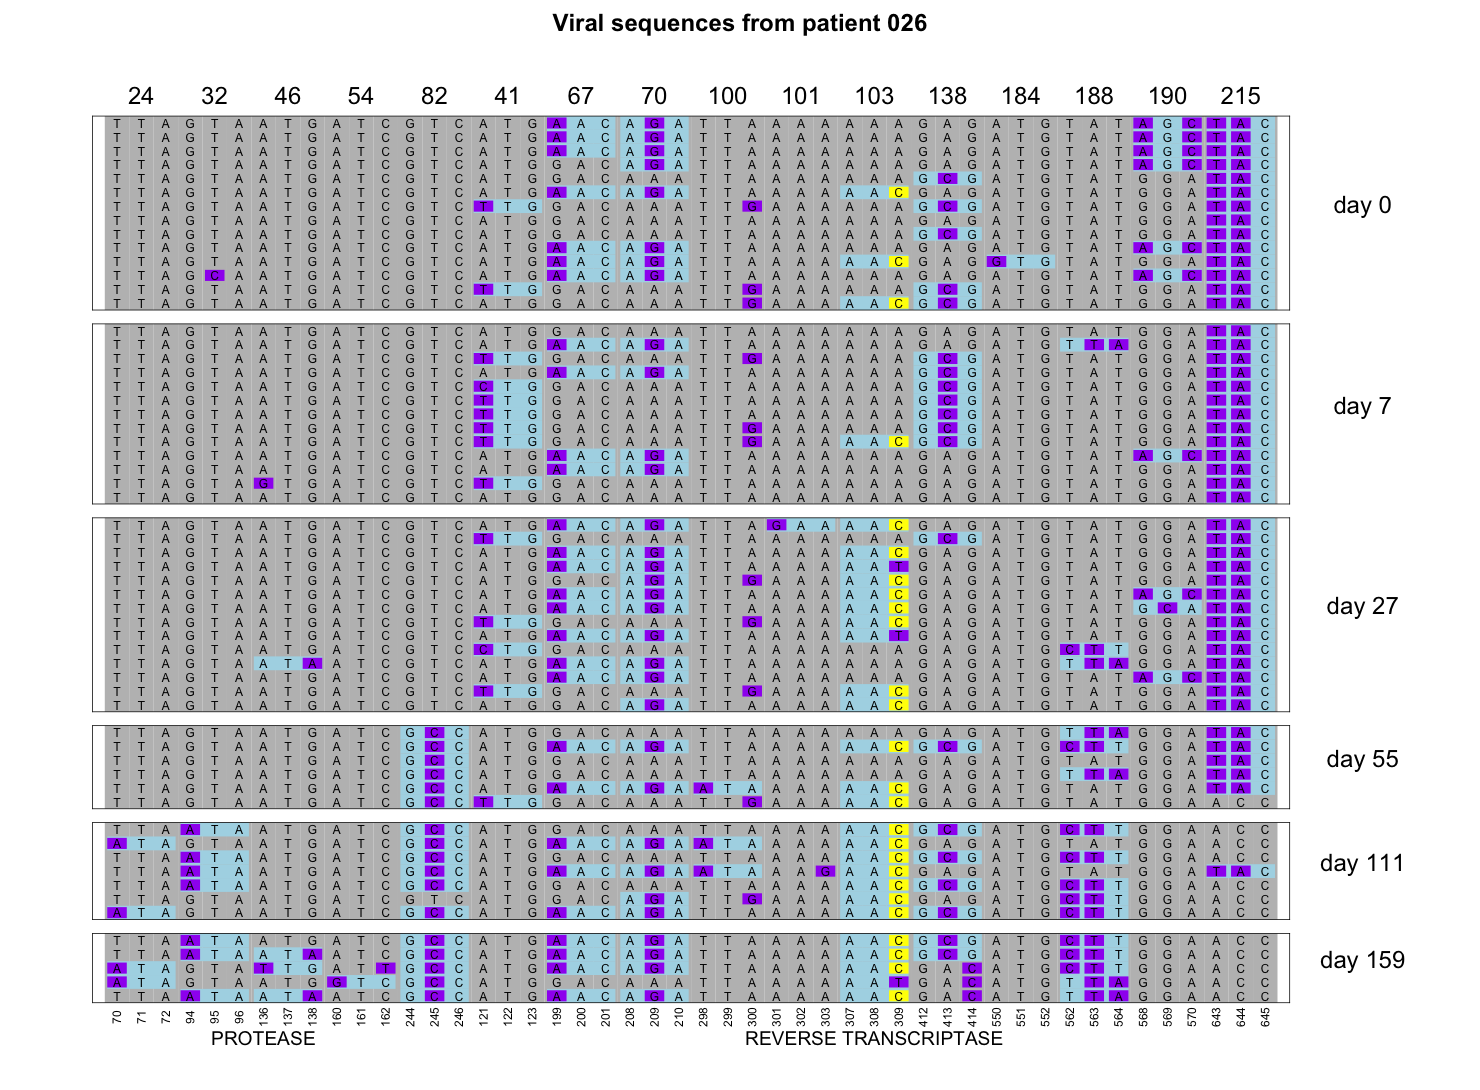 Viral sequences from patient 026
24 32 46 54 82 41 67 70 100 101 103 138 184 188 190 215
T T A G T A A T G A T C G T C A T G A A C A G A T T A A A A A A A G A G A T G T A T A G C T A C
T T A G T A A T G A T C G T C A T G A A C A G A T T A A A A A A A G A G A T G T A T A G C T A C
T T A G T A A T G A T C G T C A T G A A C A G A T T A A A A A A A G A G A T G T A T A G C T A C
T T A G T A A T G A T C G T C A T G G A C A G A T T A A A A A A A G A G A T G T A T A G C T A C
T T A G T A A T G A T C G T C A T G G A C A A A T T A A A A A A A G C G A T G T A T G G A T A C
T T A G T A A T G A T C G T C A T G A A C A G A T T A A A A A A C G A G A T G T A T G G A T A C
T T A G T A A T G A T C G T C T T G G A C A A A T T G A A A A A A G C G A T G T A T G G A T A C
T T A G T A A T G A T C G T C A T G G A C A A A T T A A A A A A A G A G A T G T A T G G A T A C
T T A G T A A T G A T C G T C A T G G A C A A A T T A A A A A A A G C G A T G T A T G G A T A C
T T A G T A A T G A T C G T C A T G A A C A G A T T A A A A A A A G A G A T G T A T A G C T A C
T T A G T A A T G A T C G T C A T G G A C A A A T T A A A A A A C G A G G T G T A T G G A T A C
T T A G C A A T G A T C G T C A T G A A C A G A T T A A A A A A A G A G A T G T A T A G C T A C
T T A G T A A T G A T C G T C T T G G A C A A A T T G A A A A A A G C G A T G T A T G G A T A C
T T A G T A A T G A T C G T C A T G G A C A A A T T G A A A A A C G C G A T G T A T G G A T A C
day 0
T T A G T A A T G A T C G T C A T G G A C A A A T T A A A A A A A G A G A T G T A T G G A T A C
T T A G T A A T G A T C G T C A T G A A C A G A T T A A A A A A A G A G A T G T T A G G A T A C
T T A G T A A T G A T C G T C T T G G A C A A A T T G A A A A A A G C G A T G T A T G G A T A C
T T A G T A A T G A T C G T C A T G A A C A G A T T A A A A A A A G C G A T G T A T G G A T A C
T T A G T A A T G A T C G T C C T G G A C A A A T T A A A A A A A G C G A T G T A T G G A T A C
T T A G T A A T G A T C G T C T T G G A C A A A T T A A A A A A A G C G A T G T A T G G A T A C
T T A G T A A T G A T C G T C T T G G A C A A A T T A A A A A A A G C G A T G T A T G G A T A C
T T A G T A A T G A T C G T C T T G G A C A A A T T G A A A A A A G C G A T G T A T G G A T A C
T T A G T A A T G A T C G T C T T G G A C A A A T T G A A A A A C G C G A T G T A T G G A T A C
T T A G T A A T G A T C G T C A T G A A C A G A T T A A A A A A A G A G A T G T A T A G C T A C
T T A G T A A T G A T C G T C A T G A A C A G A T T A A A A A A A G A G A T G T A T G G A T A C
T T A G T A G T G A T C G T C T T G G A C A A A T T A A A A A A A G A G A T G T A T G G A T A C
T T A G T A A T G A T C G T C A T G G A C A A A T T A A A A A A A G A G A T G T A T G G A T A C
day 7
T T A G T A A T G A T C G T C A T G A A C A G A T T A G A A A A C G A G A T G T A T G G A T A C
T T A G T A A T G A T C G T C T T G G A C A A A T T A A A A A A A G C G A T G T A T G G A T A C
T T A G T A A T G A T C G T C A T G A A C A G A T T A A A A A A C G A G A T G T A T G G A T A C
T T A G T A A T G A T C G T C A T G A A C A G A T T A A A A A A T G A G A T G T A T G G A T A C
T T A G T A A T G A T C G T C A T G G A C A G A T T G A A A A A C G A G A T G T A T G G A T A C
T T A G T A A T G A T C G T C A T G A A C A G A T T A A A A A A C G A G A T G T A T A G C T A C
T T A G T A A T G A T C G T C A T G A A C A G A T T A A A A A A C G A G A T G T A T G C A T A C
T T A G T A A T G A T C G T C T T G G A C A A A T T G A A A A A C G A G A T G T A T G G A T A C
T T A G T A A T G A T C G T C A T G A A C A G A T T A A A A A A T G A G A T G T A T G G A T A C
T T A G T A A T G A T C G T C C T G G A C A A A T T A A A A A A A G A G A T G C T T G G A T A C
T T A G T A A T A A T C G T C A T G A A C A G A T T A A A A A A A G A G A T G T T A G G A T A C
T T A G T A A T G A T C G T C A T G A A C A G A T T A A A A A A A G A G A T G T A T A G C T A C
T T A G T A A T G A T C G T C T T G G A C A A A T T G A A A A A C G A G A T G T A T G G A T A C
T T A G T A A T G A T C G T C A T G G A C A G A T T A A A A A A C G A G A T G T A T G G A T A C
day 27
T T A G T A A T G A T C G C C A T G G A C A A A T T A A A A A A A G A G A T G T T A G G A T A C
T T A G T A A T G A T C G C C A T G A A C A G A T T A A A A A A C G C G A T G C T T G G A T A C
T T A G T A A T G A T C G C C A T G G A C A A A T T A A A A A A A G A G A T G T A T G G A T A C
T T A G T A A T G A T C G C C A T G G A C A A A T T A A A A A A A G A G A T G T T A G G A T A C
T T A G T A A T G A T C G C C A T G A A C A G A A T A A A A A A C G A G A T G T A T G G A T A C
T T A G T A A T G A T C G C C T T G G A C A A A T T G A A A A A C G A G A T G T A T G G A A C C
day 55
T T A A T A A T G A T C G C C A T G G A C A A A T T A A A A A A C G C G A T G C T T G G A A C C
A T A G T A A T G A T C G C C A T G A A C A G A A T A A A A A A C G A G A T G T A T G G A A C C
T T A A T A A T G A T C G C C A T G G A C A A A T T A A A A A A C G C G A T G C T T G G A A C C
T T A A T A A T G A T C G C C A T G A A C A G A A T A A A G A A C G A G A T G T A T G G A T A C
T T A A T A A T G A T C G C C A T G G A C A A A T T A A A A A A C G C G A T G C T T G G A A C C
T T A G T A A T G A T C G T C A T G G A C A G A T T G A A A A A C G A G A T G C T T G G A A C C
A T A G T A A T G A T C G C C A T G A A C A G A T T A A A A A A C G C G A T G C T T G G A A C C
day 111
T T A A T A A T G A T C G C C A T G A A C A G A T T A A A A A A C G C G A T G C T T G G A A C C
T T A A T A A T A A T C G C C A T G A A C A G A T T A A A A A A C G C G A T G C T T G G A A C C
A T A G T A T T G A T T G C C A T G A A C A G A T T A A A A A A C G A C A T G C T T G G A A C C
A T A G T A A T G G T C G C C A T G G A C A A A T T A A A A A A T G A C A T G T T A G G A A C C
T T A A T A A T A A T C G C C A T G A A C A G A T T A A A A A A C G A C A T G T T A G G A A C C
day 159
70 71 72 94 95 96 136 137 138 160 161 162 244 245 246 121 122 123 199 200 201 208 209 210 298 299 300 301 302 303 307 308 309 412 413 414 550 551 552 562 563 564 568 569 570 643 644 645
PROTEASE REVERSE TRANSCRIPTASE